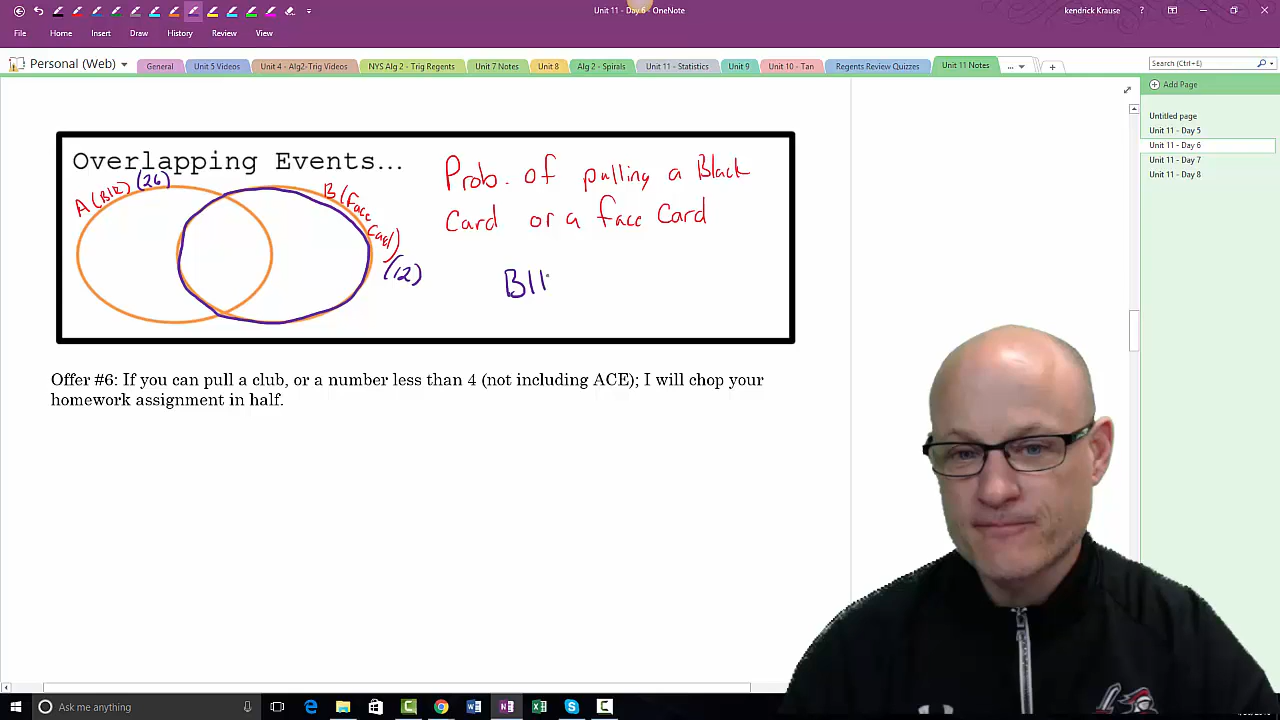 Unit 11 - Day 6 - OneNote
kendrick Krause
?
File
Home
Insert
Draw
History
Review
View
Personal (Web)
General
Unit 5 Videos
Unit 4 - Alg2-Trig Videos
NYS Alg 2 - Trig Regents
Unit 7 Notes
Unit 8
Alg 2 - Spirals
Unit 11 - Statistics
Unit 9
Unit 10 - Tan
Regents Review Quizzes
Unit 11 Notes
...
Search (Ctrl+E)
Add Page
Untitled page
Unit 11 - Day 5
Unit 11 - Day 6
Unit 11 - Day 7
Unit 11 - Day 8
Overlapping Events...
A (Blk) (26)
B (Face
Card)
(12)
Prob. of pulling a Black
Card or a face Card
Offer #6: If you can pull a club, or a number less than 4 (not including ACE); I will chop your
homework assignment in half.
Ask me anything